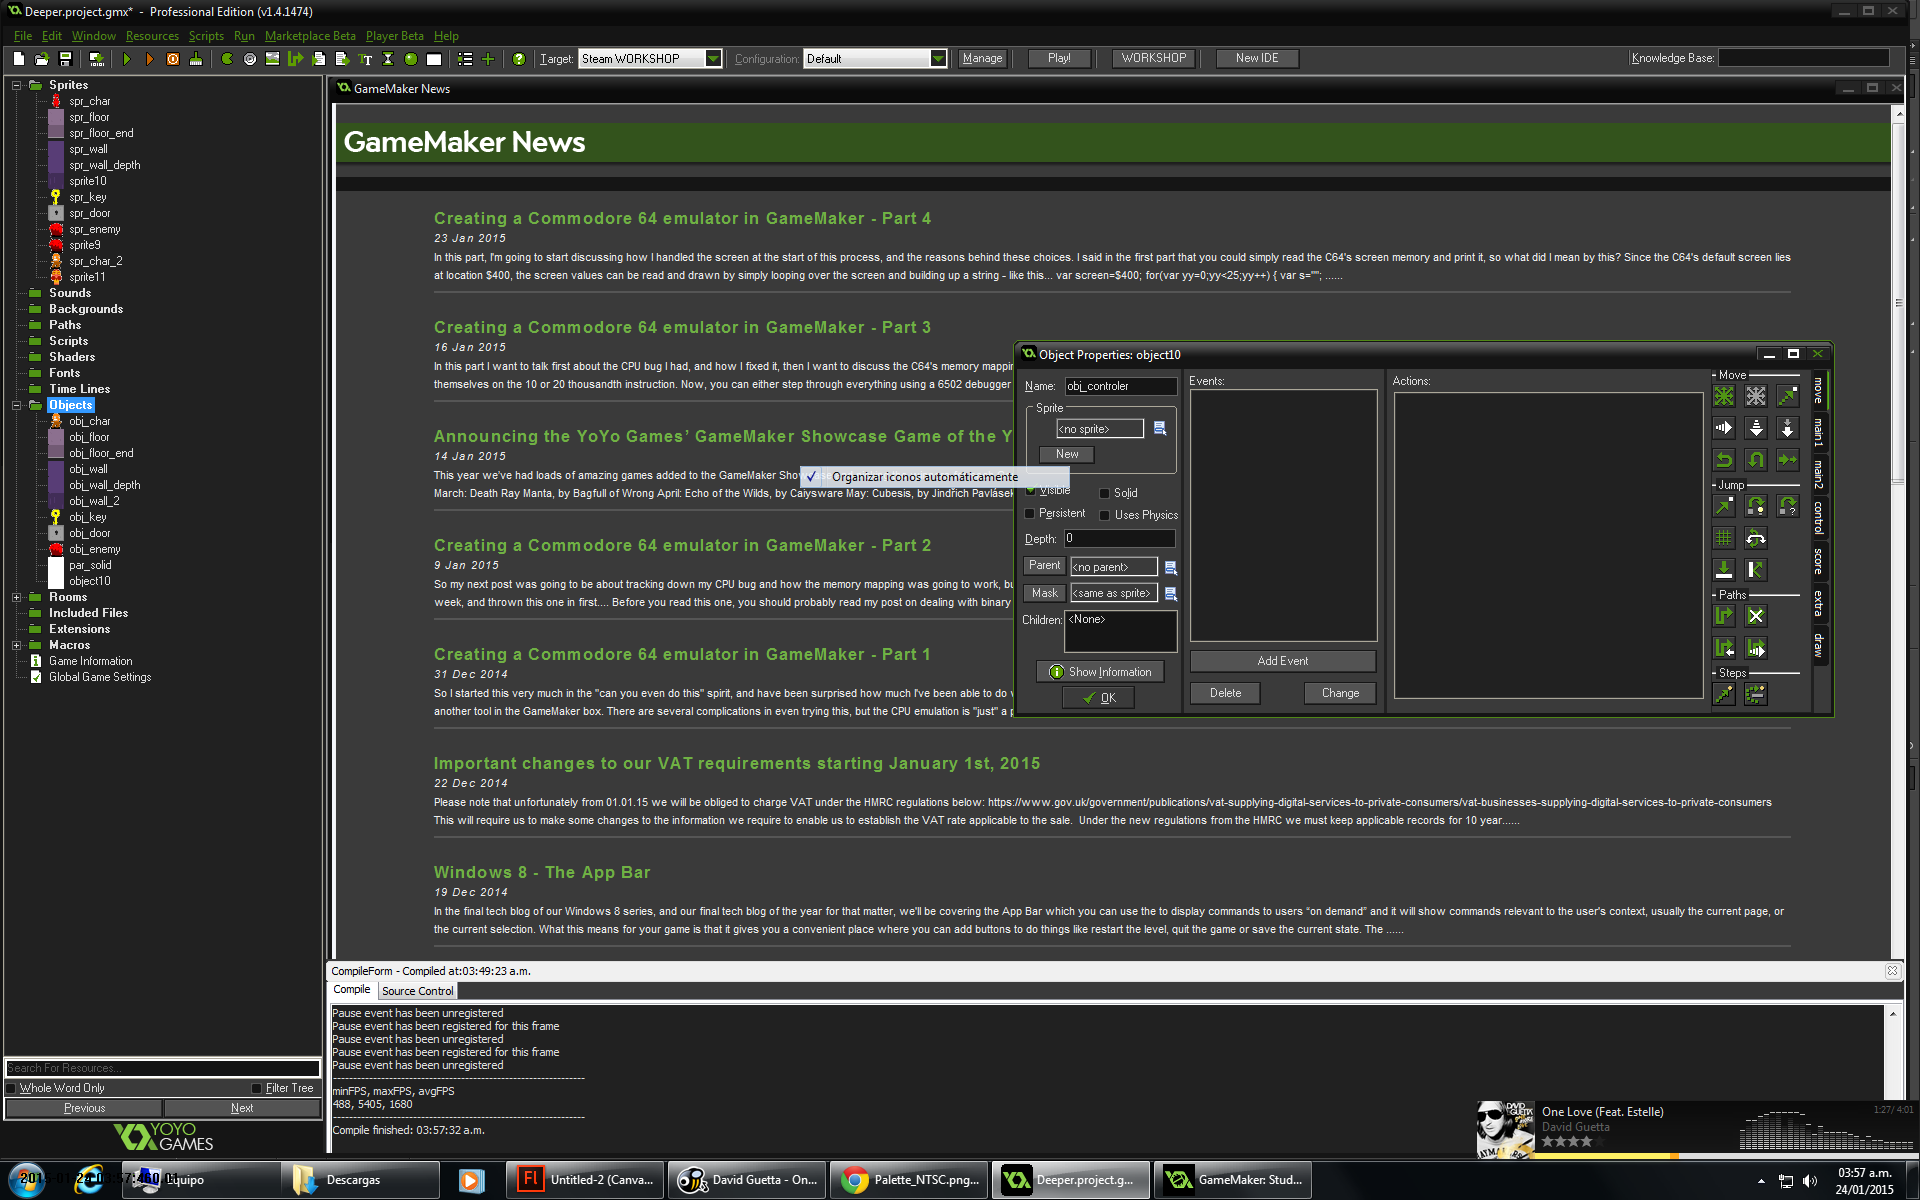 Deeper.project.gmx* - Professional Edition (v1.4.1474)
File Edit Window Resources Scripts Run Marketplace Beta Player Beta Help
Target: Steam WORKSHOP Configuration: Default Manage Play! WORKSHOP New IDE Knowledge Base:
Sprites
spr_char
spr_floor
spr_floor_end
spr_wall
spr_wall_depth
sprite10
spr_key
spr_door
spr_enemy
sprite9
spr_char_2
sprite11
Sounds
Backgrounds
Paths
Scripts
Shaders
Fonts
Time Lines
Objects
obj_char
obj_floor
obj_floor_end
obj_wall
obj_wall_depth
obj_wall_2
obj_key
obj_door
obj_enemy
par_solid
object10
Rooms
Included Files
Extensions
Macros
Game Information
Global Game Settings
Search For Resources...
Whole Word Only Filter Tree
Previous Next
YOYO
GAMES
GameMaker News
GameMaker News
Creating a Commodore 64 emulator in GameMaker - Part 4
23 Jan 2015
In this part, I'm going to start discussing how I handled the screen at the start of this process, and the reasons behind these choices. I said in the first part that you could simply read the C64's screen memory and print it, so what did I mean by this? Since the C64's default screen lies
at location $400, the screen values can be read and drawn by simply looping over the screen and building up a string - like this... var screen=$400; for(var yy=0;yy<25;yy++) { var s=""; ......
Creating a Commodore 64 emulator in GameMaker - Part 3
16 Jan 2015
In this part I want to talk first about the CPU bug I had, and how I fixed it, then I want to discuss the C64's memory mappin
themselves on the 10 or 20 thousandth instruction. Now, you can either step through everything using a 6502 debugger
Announcing the YoYo Games' GameMaker Showcase Game of the Y
14 Jan 2015
This year we've had loads of amazing games added to the GameMaker Sho
March: Death Ray Manta, by Bagfull of Wrong April: Echo of the Wilds, by Caiysware May: Cubesis, by Jindřich Pavlásek
Organizar iconos automáticamente
Creating a Commodore 64 emulator in GameMaker - Part 2
9 Jan 2015
So my next post was going to be about tracking down my CPU bug and how the memory mapping was going to work, bu
week, and thrown this one in first.... Before you read this one, you should probably read my post on dealing with binary
Creating a Commodore 64 emulator in GameMaker - Part 1
31 Dec 2014
So I started this very much in the "can you even do this" spirit, and have been surprised how much I've been able to do v
another tool in the GameMaker box. There are several complications in even trying this, but the CPU emulation is "just" a p
Important changes to our VAT requirements starting January 1st, 2015
22 Dec 2014
Please note that unfortunately from 01.01.15 we will be obliged to charge VAT under the HMRC regulations below: https://www.gov.uk/government/publications/vat-supplying-digital-services-to-private-consumers/vat-businesses-supplying-digital-services-to-private-consumers
This will require us to make some changes to the information we require to enable us to establish the VAT rate applicable to the sale. Under the new regulations from the HMRC we must keep applicable records for 10 year......
Windows 8 - The App Bar
19 Dec 2014
In the final tech blog of our Windows 8 series, and our final tech blog of the year for that matter, we'll be covering the App Bar which you can use the to display commands to users “on demand” and it will show commands relevant to the user's context, usually the current page, or
the current selection. What this means for your game is that it gives you a convenient place where you can add buttons to do things like restart the level, quit the game or save the current state. The ......
Object Properties: object10
Name: obj_controler
Sprite
<no sprite>
New
Visible Solid
Persistent Uses Physics
Depth: 0
Parent <no parent>
Mask <same as sprite>
Children: <None>
Show Information
OK
Events:
Add Event
Delete Change
Actions:
Move
Jump
Paths
Steps
move
main1
main2
control
score
extra
draw
CompileForm - Compiled at:03:49:23 a.m.
Compile Source Control
Pause event has been unregistered
Pause event has been registered for this frame
Pause event has been unregistered
Pause event has been registered for this frame
Pause event has been unregistered
minFPS, maxFPS, avgFPS
488, 5405, 1680
Compile finished: 03:57:32 a.m.
One Love (Feat. Estelle) 1:27/ 4:01
David Guetta
Equipo
Descargas
Untitled-2 (Canva...
David Guetta - On...
Palette_NTSC.png...
Deeper.project.g...
GameMaker: Stud...
03:57 a.m.
24/01/2015